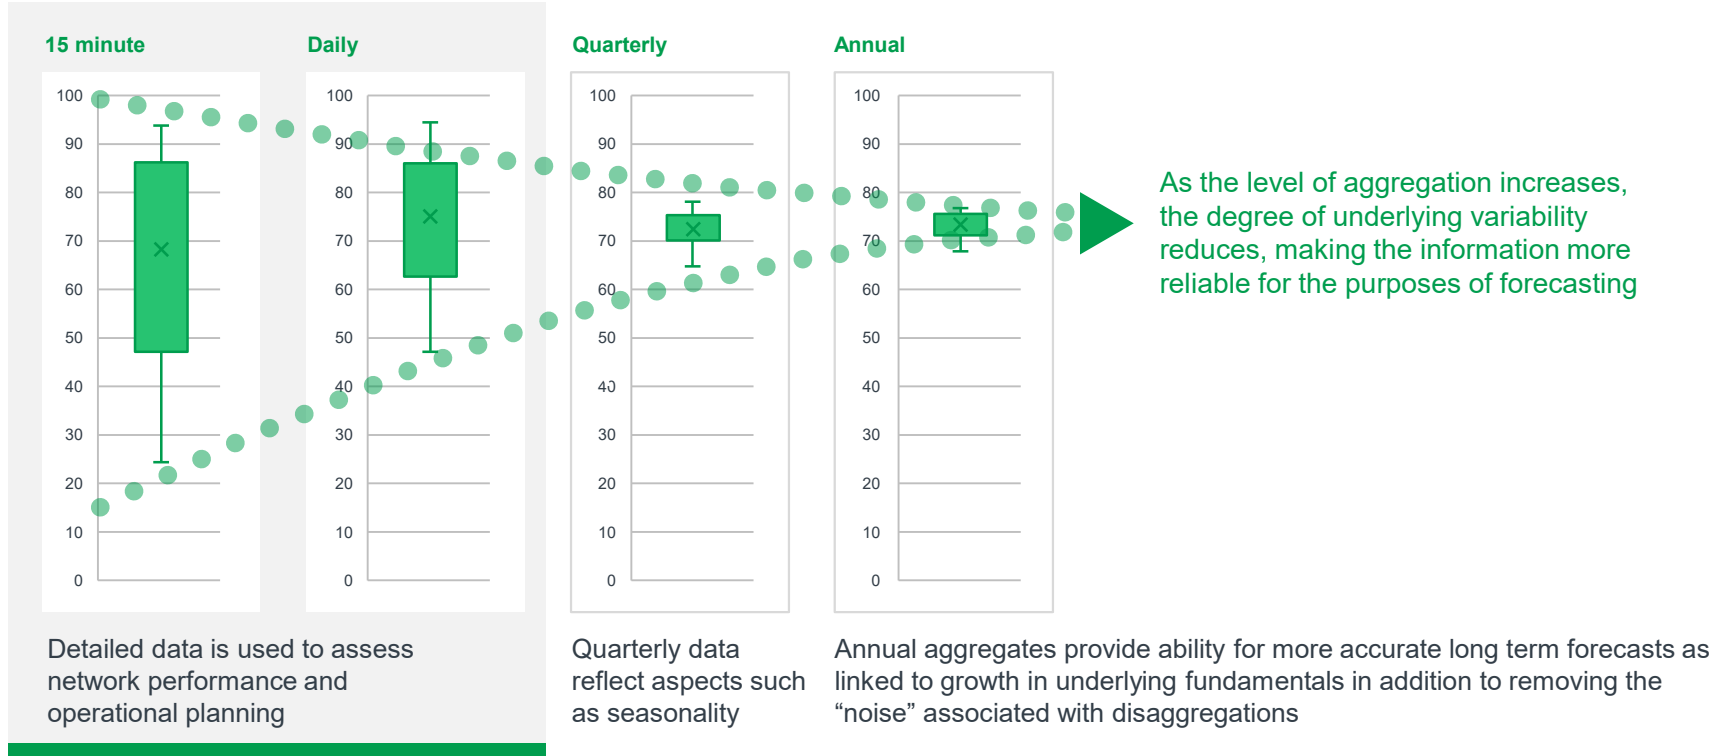 15 minute
Daily
Quarterly
Annual
100
90
80
70
60
50
40
30
20
10
0
100
90
80
70
60
50
40
30
20
10
0
100
90
80
70
60
50
40
30
20
10
0
100
90
80
70
60
50
40
30
20
10
0
As the level of aggregation increases,
the degree of underlying variability
reduces, making the information more
reliable for the purposes of forecasting
Detailed data is used to assess
network performance and
operational planning
Quarterly data
reflect aspects such
as seasonality
Annual aggregates provide ability for more accurate long term forecasts as
linked to growth in underlying fundamentals in addition to removing the
“noise” associated with disaggregations